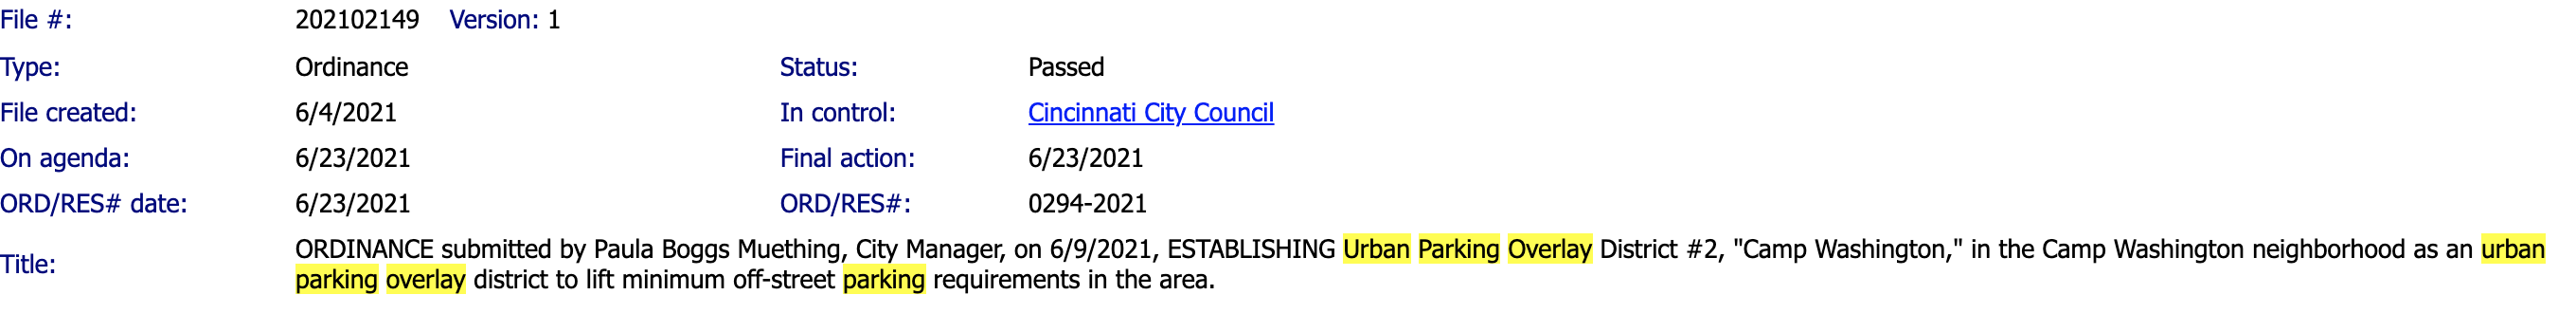 File #: 202102149 Version: 1
Type: Ordinance Status: Passed
File created: 6/4/2021 In control: Cincinnati City Council
On agenda: 6/23/2021 Final action: 6/23/2021
ORD/RES# date: 6/23/2021 ORD/RES#: 0294-2021
Title: ORDINANCE submitted by Paula Boggs Muething, City Manager, on 6/9/2021, ESTABLISHING Urban Parking Overlay District #2, "Camp Washington," in the Camp Washington neighborhood as an urban
parking overlay district to lift minimum off-street parking requirements in the area.